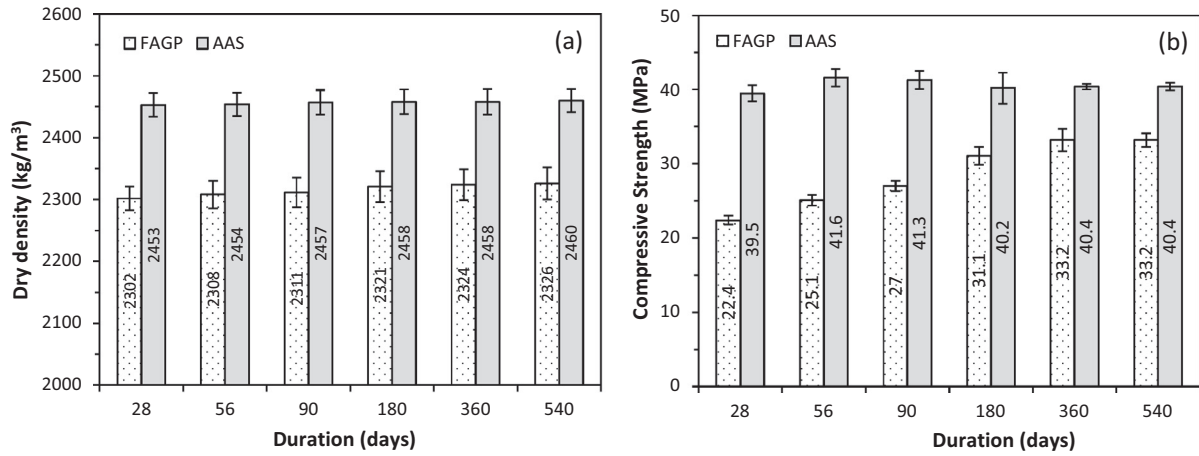 2600
2500
2400
2300
2200
2100
2000
Dry density (kg/m³)
FAGP AAS
(a)
2302 2453 2308 2454 2311 2457 2321 2458 2324 2458 2326 2460
28 56 90 180 360 540
Duration (days)
50
40
30
20
10
0
Compressive Strength (MPa)
FAGP AAS
(b)
22.4 39.5 25.1 41.6 27 41.3 31.1 40.2 33.2 40.4 33.2 40.4
28 56 90 180 360 540
Duration (days)